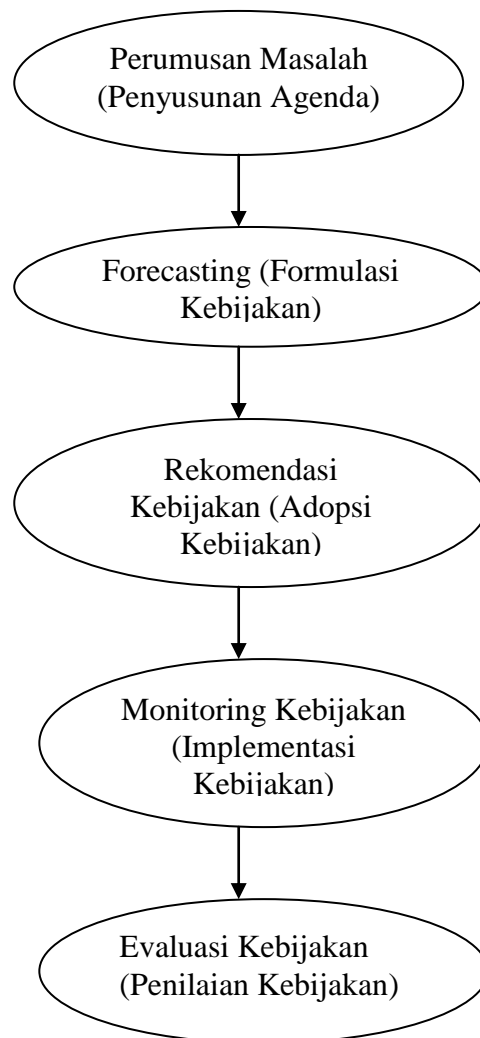 Perumusan Masalah
(Penyusunan Agenda)
Forecasting (Formulasi
Kebijakan)
Rekomendasi
Kebijakan (Adopsi
Kebijakan)
Monitoring Kebijakan
(Implementasi
Kebijakan)
Evaluasi Kebijakan
(Penilaian Kebijakan)